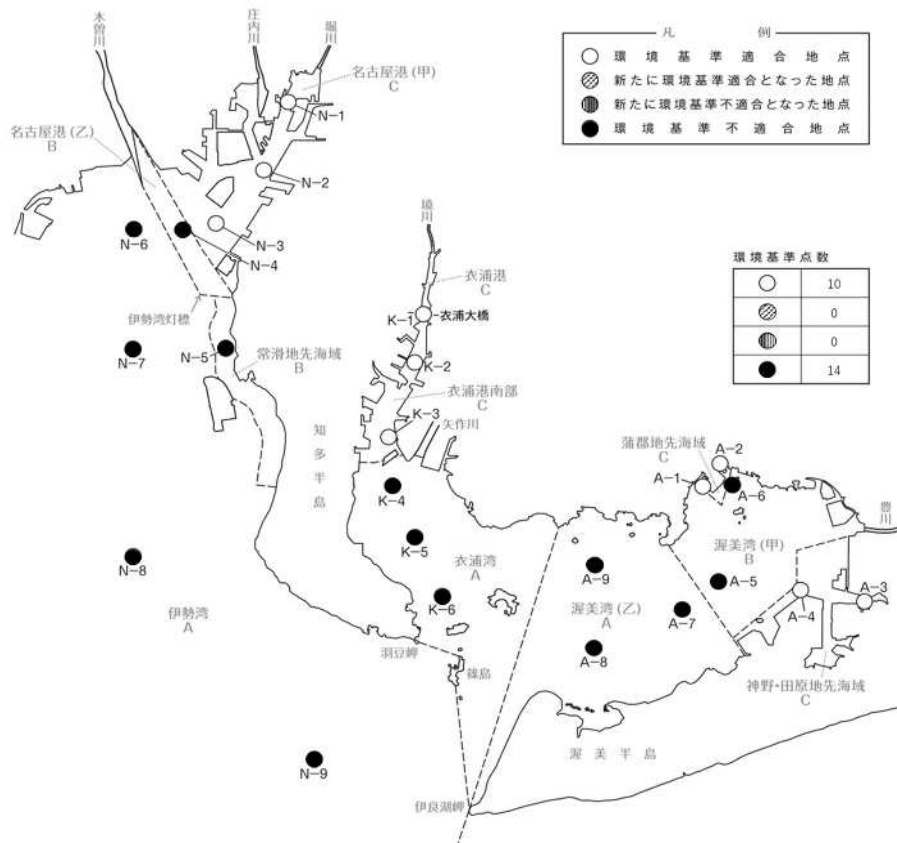 木曽川
庄内川
堀川
名古屋港(甲)
C
N-1
名古屋港(乙)
B
N-2
N-3
N-4
N-6
伊勢湾灯標
N-7
N-5
常滑地先海域
B
境川
衣浦港
C
K-1
衣浦大橋
K-2
衣浦港南部
C
K-3
矢作川
知多半島
K-4
K-5
衣浦湾
A
K-6
N-8
伊勢湾
A
羽豆岬
篠島
N-9
伊良湖岬
蒲郡地先海域
C
A-2
A-1
A-6
豊川
渥美湾(甲)
B
A-9
A-5
A-3
A-4
A-7
渥美湾(乙)
A
A-8
神野・田原地先海域
C
渥美半島
凡例
環境基準適合地点
新たに環境基準適合となった地点
新たに環境基準不適合となった地点
環境基準不適合地点
環境基準点数
10
0
0
14